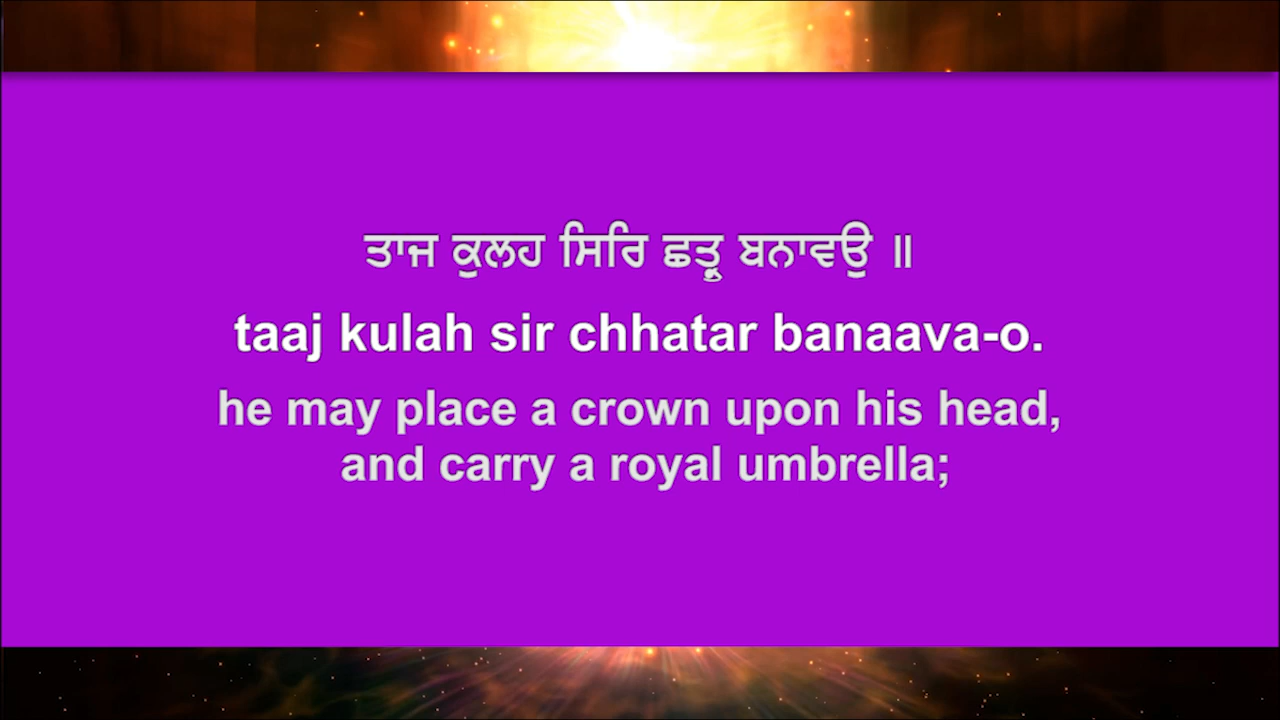 ਤਾਜ ਕੁਲਹ ਸਿਰਿ ਛਤ੍ਰੁ ਬਨਾਵਉ ॥
taaj kulah sir chhatar banaava-o.
he may place a crown upon his head,
and carry a royal umbrella;